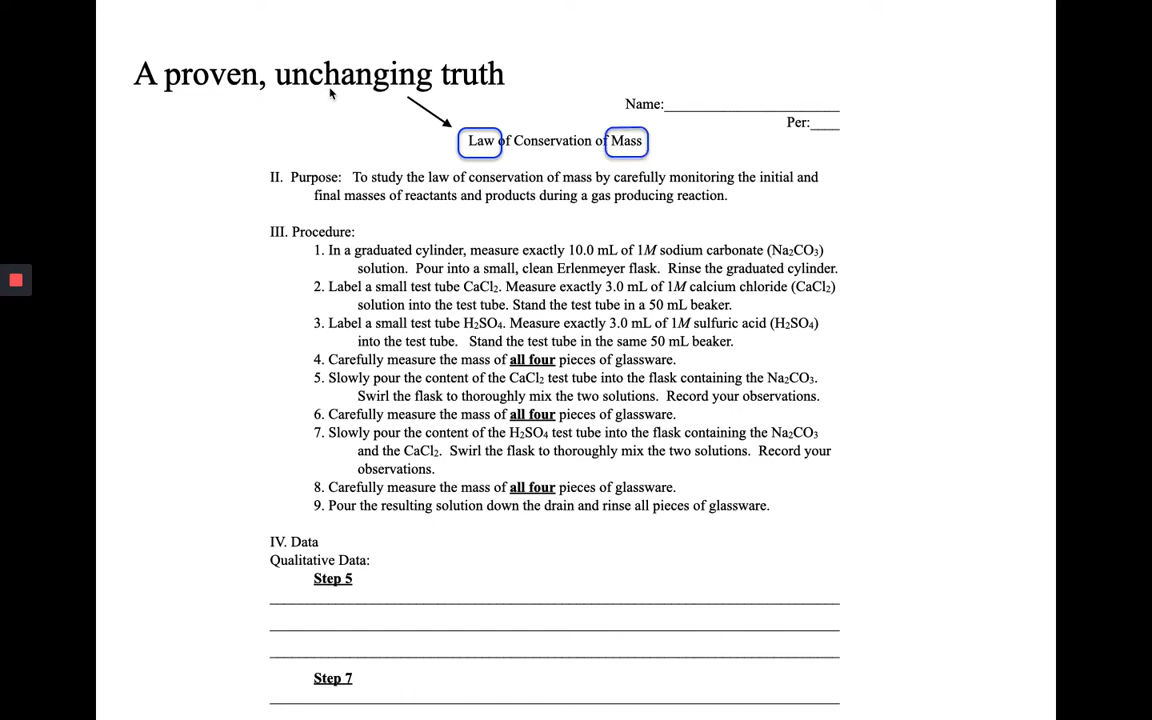 A proven, unchanging truth
Name:____________________
Per:____
Law of Conservation of Mass
II. Purpose: To study the law of conservation of mass by carefully monitoring the initial and
final masses of reactants and products during a gas producing reaction.
III. Procedure:
1. In a graduated cylinder, measure exactly 10.0 mL of 1M sodium carbonate (Na₂CO₃)
solution. Pour into a small, clean Erlenmeyer flask. Rinse the graduated cylinder.
2. Label a small test tube CaCl₂. Measure exactly 3.0 mL of 1M calcium chloride (CaCl₂)
solution into the test tube. Stand the test tube in a 50 mL beaker.
3. Label a small test tube H₂SO₄. Measure exactly 3.0 mL of 1M sulfuric acid (H₂SO₄)
into the test tube. Stand the test tube in the same 50 mL beaker.
4. Carefully measure the mass of all four pieces of glassware.
5. Slowly pour the content of the CaCl₂ test tube into the flask containing the Na₂CO₃.
Swirl the flask to thoroughly mix the two solutions. Record your observations.
6. Carefully measure the mass of all four pieces of glassware.
7. Slowly pour the content of the H₂SO₄ test tube into the flask containing the Na₂CO₃
and the CaCl₂. Swirl the flask to thoroughly mix the two solutions. Record your
observations.
8. Carefully measure the mass of all four pieces of glassware.
9. Pour the resulting solution down the drain and rinse all pieces of glassware.
IV. Data
Qualitative Data:
Step 5
Step 7